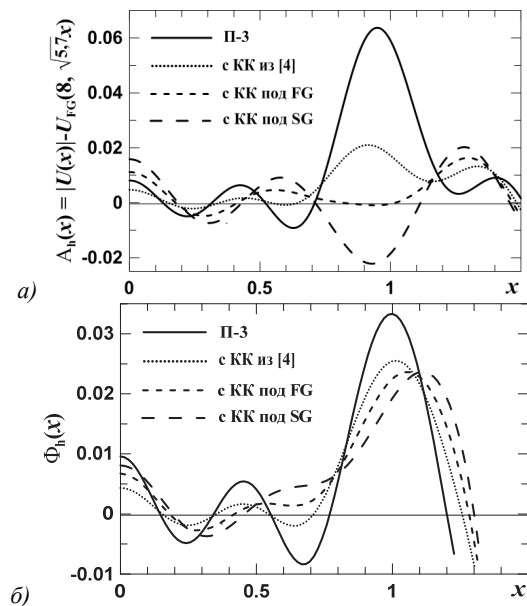 0.06
0.04
0.02
0
-0.02
A_h(x) = |U(x)|-U_FG(8, √5,7x)
П-3
с КК из [4]
с КК под FG
с КК под SG
0
0.5
1
x
а)
0.03
0.02
0.01
0
-0.01
Φ_h(x)
П-3
с КК из [4]
с КК под FG
с КК под SG
0
0.5
1
x
б)